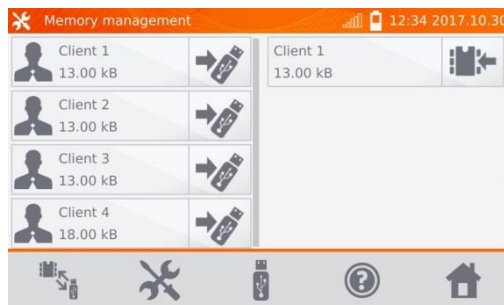 Memory management
12:34 2017.10.30
Client 1
13.00 kB
Client 2
13.00 kB
Client 3
13.00 kB
Client 4
18.00 kB
Client 1
13.00 kB